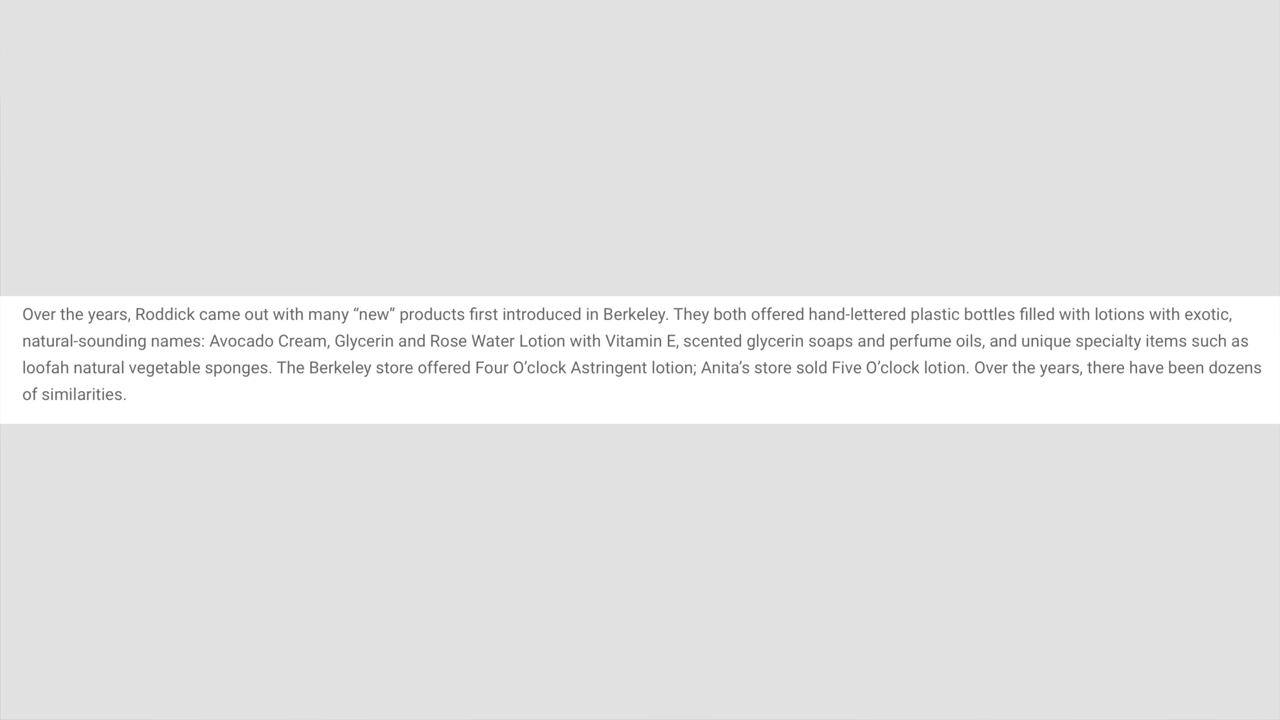 Over the years, Roddick came out with many “new” products first introduced in Berkeley. They both offered hand-lettered plastic bottles filled with lotions with exotic,
natural-sounding names: Avocado Cream, Glycerin and Rose Water Lotion with Vitamin E, scented glycerin soaps and perfume oils, and unique specialty items such as
loofah natural vegetable sponges. The Berkeley store offered Four O’clock Astringent lotion; Anita’s store sold Five O’clock lotion. Over the years, there have been dozens
of similarities.